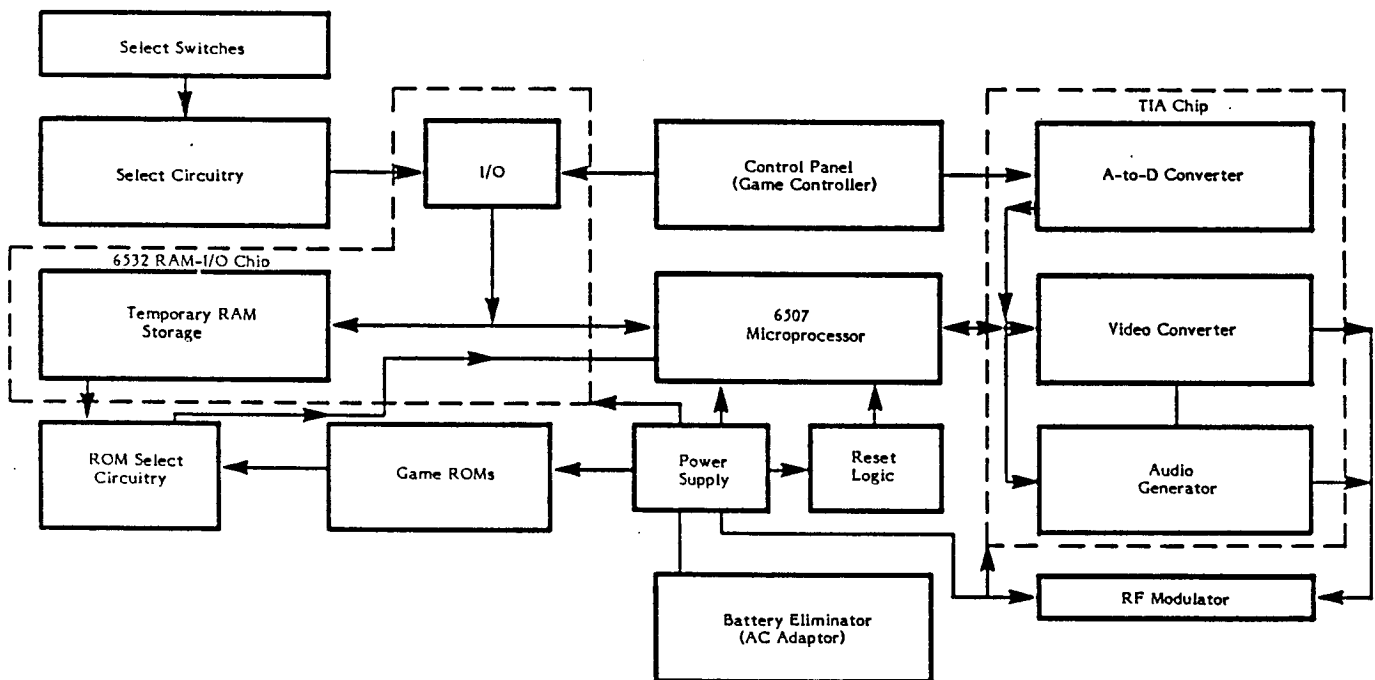 Select Switches
TIA Chip
Select Circuitry
I/O
Control Panel
(Game Controller)
A-to-D Converter
6532 RAM-I/O Chip
Temporary RAM
Storage
6507
Microprocessor
Video Converter
ROM Select
Circuitry
Game ROMs
Power
Supply
Reset
Logic
Audio
Generator
Battery Eliminator
(AC Adaptor)
RF Modulator